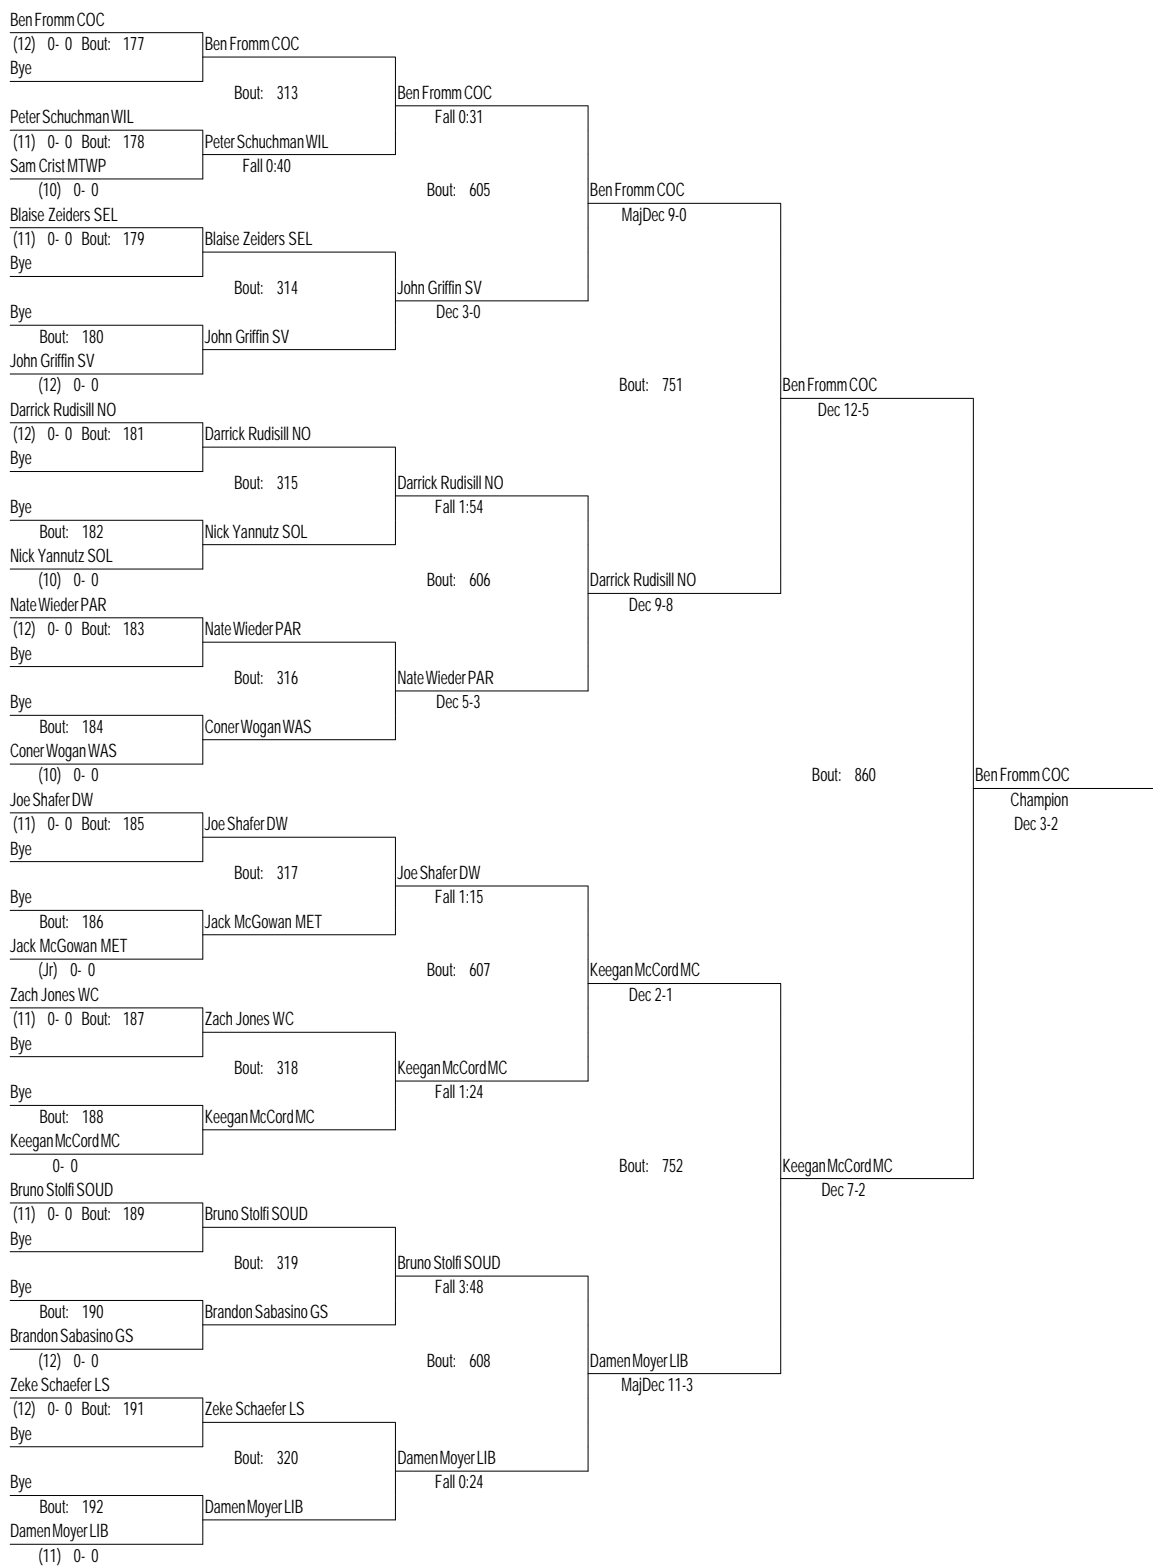 Ben Fromm COC
(12) 0- 0 Bout: 177
Ben Fromm COC
Bye
Bout: 313
Ben Fromm COC
Peter Schuchman WIL
Fall 0:31
(11) 0- 0 Bout: 178
Peter Schuchman WIL
Sam Crist MTWP
Fall 0:40
(10) 0- 0
Bout: 605
Ben Fromm COC
Blaise Zeiders SEL
MajDec 9-0
(11) 0- 0 Bout: 179
Blaise Zeiders SEL
Bye
Bout: 314
John Griffin SV
Bye
Dec 3-0
Bout: 180
John Griffin SV
John Griffin SV
(12) 0- 0
Bout: 751
Ben Fromm COC
Darrick Rudisill NO
Dec 12-5
(12) 0- 0 Bout: 181
Darrick Rudisill NO
Bye
Bout: 315
Darrick Rudisill NO
Bye
Fall 1:54
Bout: 182
Nick Yannutz SOL
Nick Yannutz SOL
(10) 0- 0
Bout: 606
Darrick Rudisill NO
Nate Wieder PAR
Dec 9-8
(12) 0- 0 Bout: 183
Nate Wieder PAR
Bye
Bout: 316
Nate Wieder PAR
Bye
Dec 5-3
Bout: 184
Coner Wogan WAS
Coner Wogan WAS
(10) 0- 0
Bout: 860
Ben Fromm COC
Joe Shafer DW
Champion
(11) 0- 0 Bout: 185
Joe Shafer DW
Dec 3-2
Bye
Bout: 317
Joe Shafer DW
Bye
Fall 1:15
Bout: 186
Jack McGowan MET
Jack McGowan MET
(Jr) 0- 0
Bout: 607
Keegan McCord MC
Zach Jones WC
Dec 2-1
(11) 0- 0 Bout: 187
Zach Jones WC
Bye
Bout: 318
Keegan McCord MC
Bye
Fall 1:24
Bout: 188
Keegan McCord MC
Keegan McCord MC
0- 0
Bout: 752
Keegan McCord MC
Bruno Stolfi SOUD
Dec 7-2
(11) 0- 0 Bout: 189
Bruno Stolfi SOUD
Bye
Bout: 319
Bruno Stolfi SOUD
Bye
Fall 3:48
Bout: 190
Brandon Sabasino GS
Brandon Sabasino GS
(12) 0- 0
Bout: 608
Damen Moyer LIB
Zeke Schaefer LS
MajDec 11-3
(12) 0- 0 Bout: 191
Zeke Schaefer LS
Bye
Bout: 320
Damen Moyer LIB
Bye
Fall 0:24
Bout: 192
Damen Moyer LIB
Damen Moyer LIB
(11) 0- 0